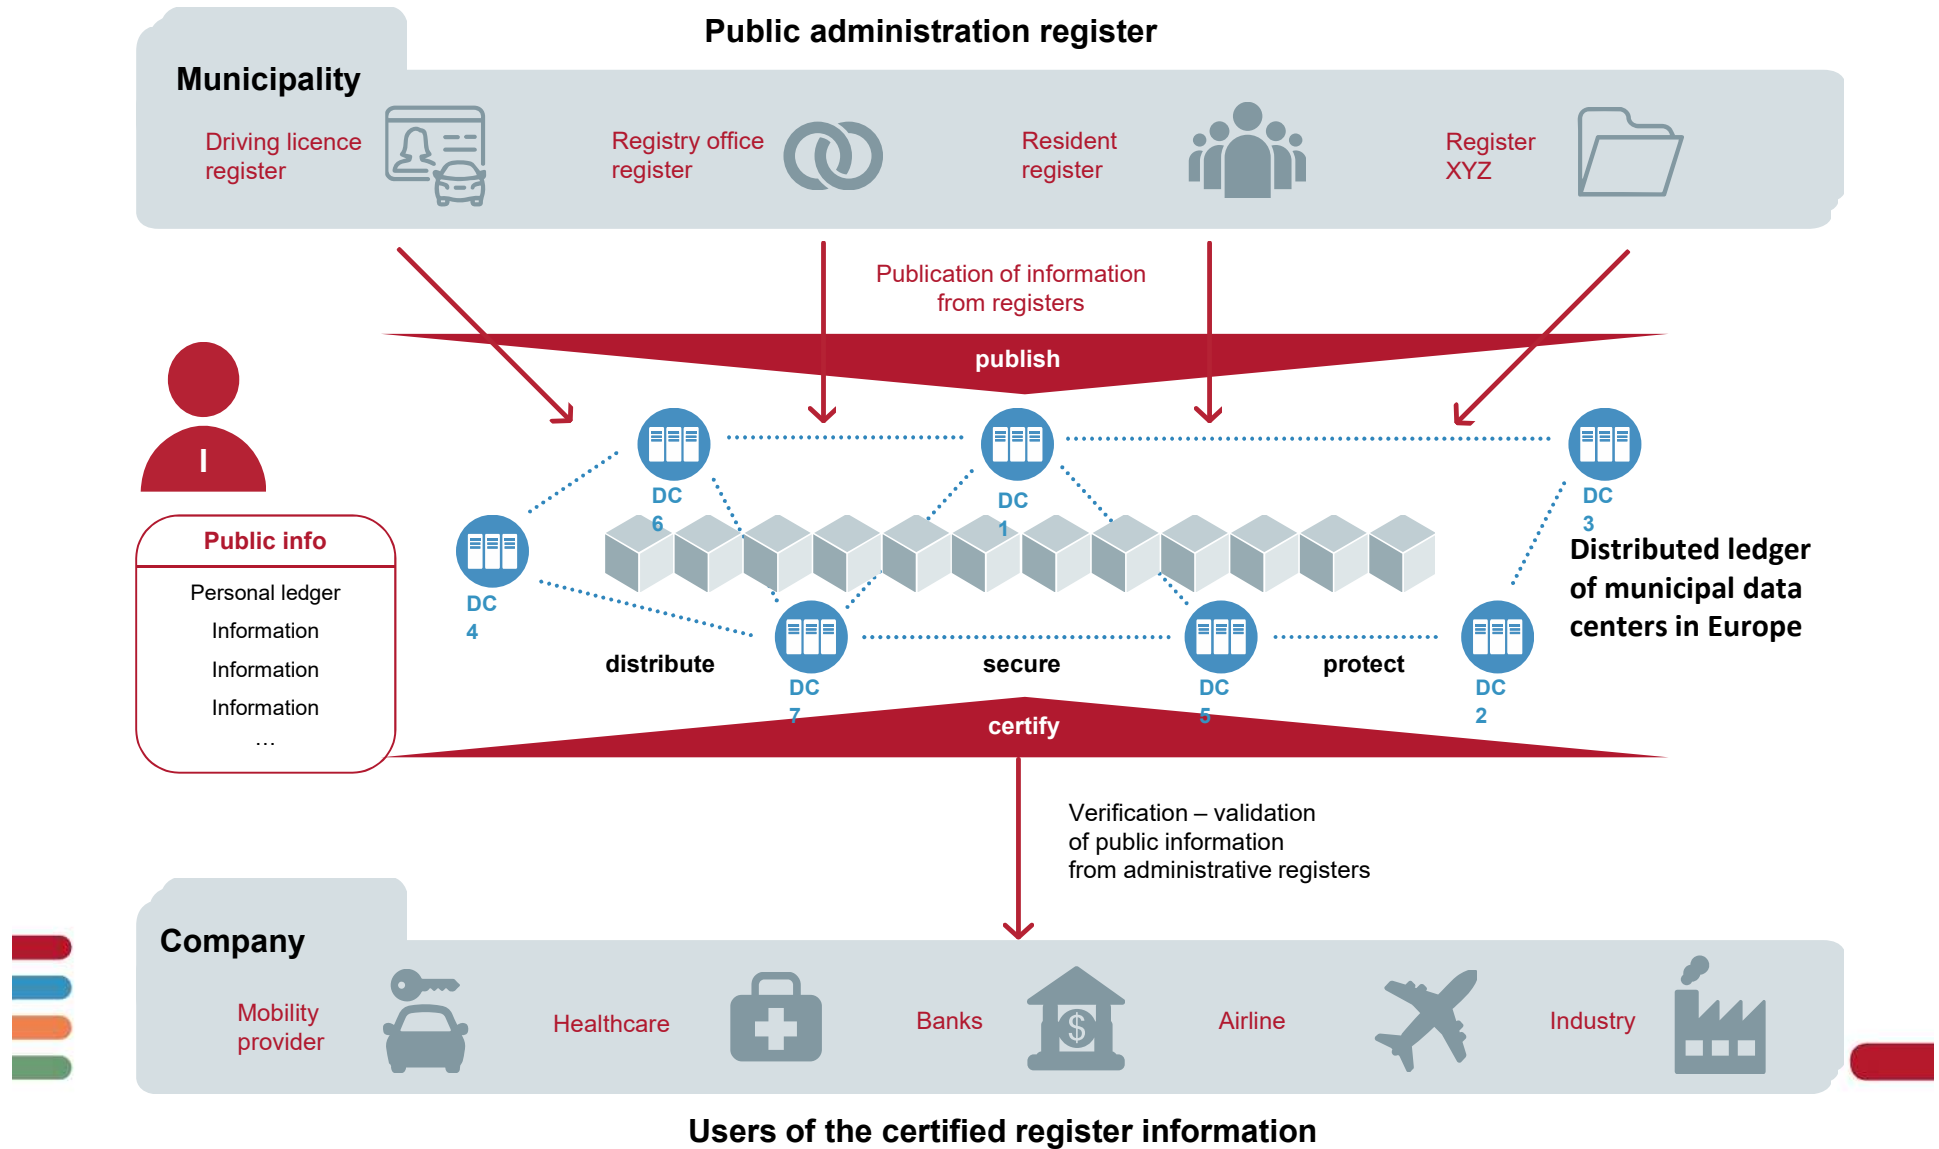 Public administration register
Municipality
Driving licence
register
Registry office
register
Resident
register
Register
XYZ
Publication of information
from registers
publish
I
Public info
Personal ledger
Information
Information
Information
…
DC
6
DC
1
DC
3
DC
4
DC
7
DC
5
DC
2
Distributed ledger
of municipal data
centers in Europe
distribute
secure
protect
certify
Verification – validation
of public information
from administrative registers
Company
Mobility
provider
Healthcare
Banks
$
Airline
Industry
Users of the certified register information